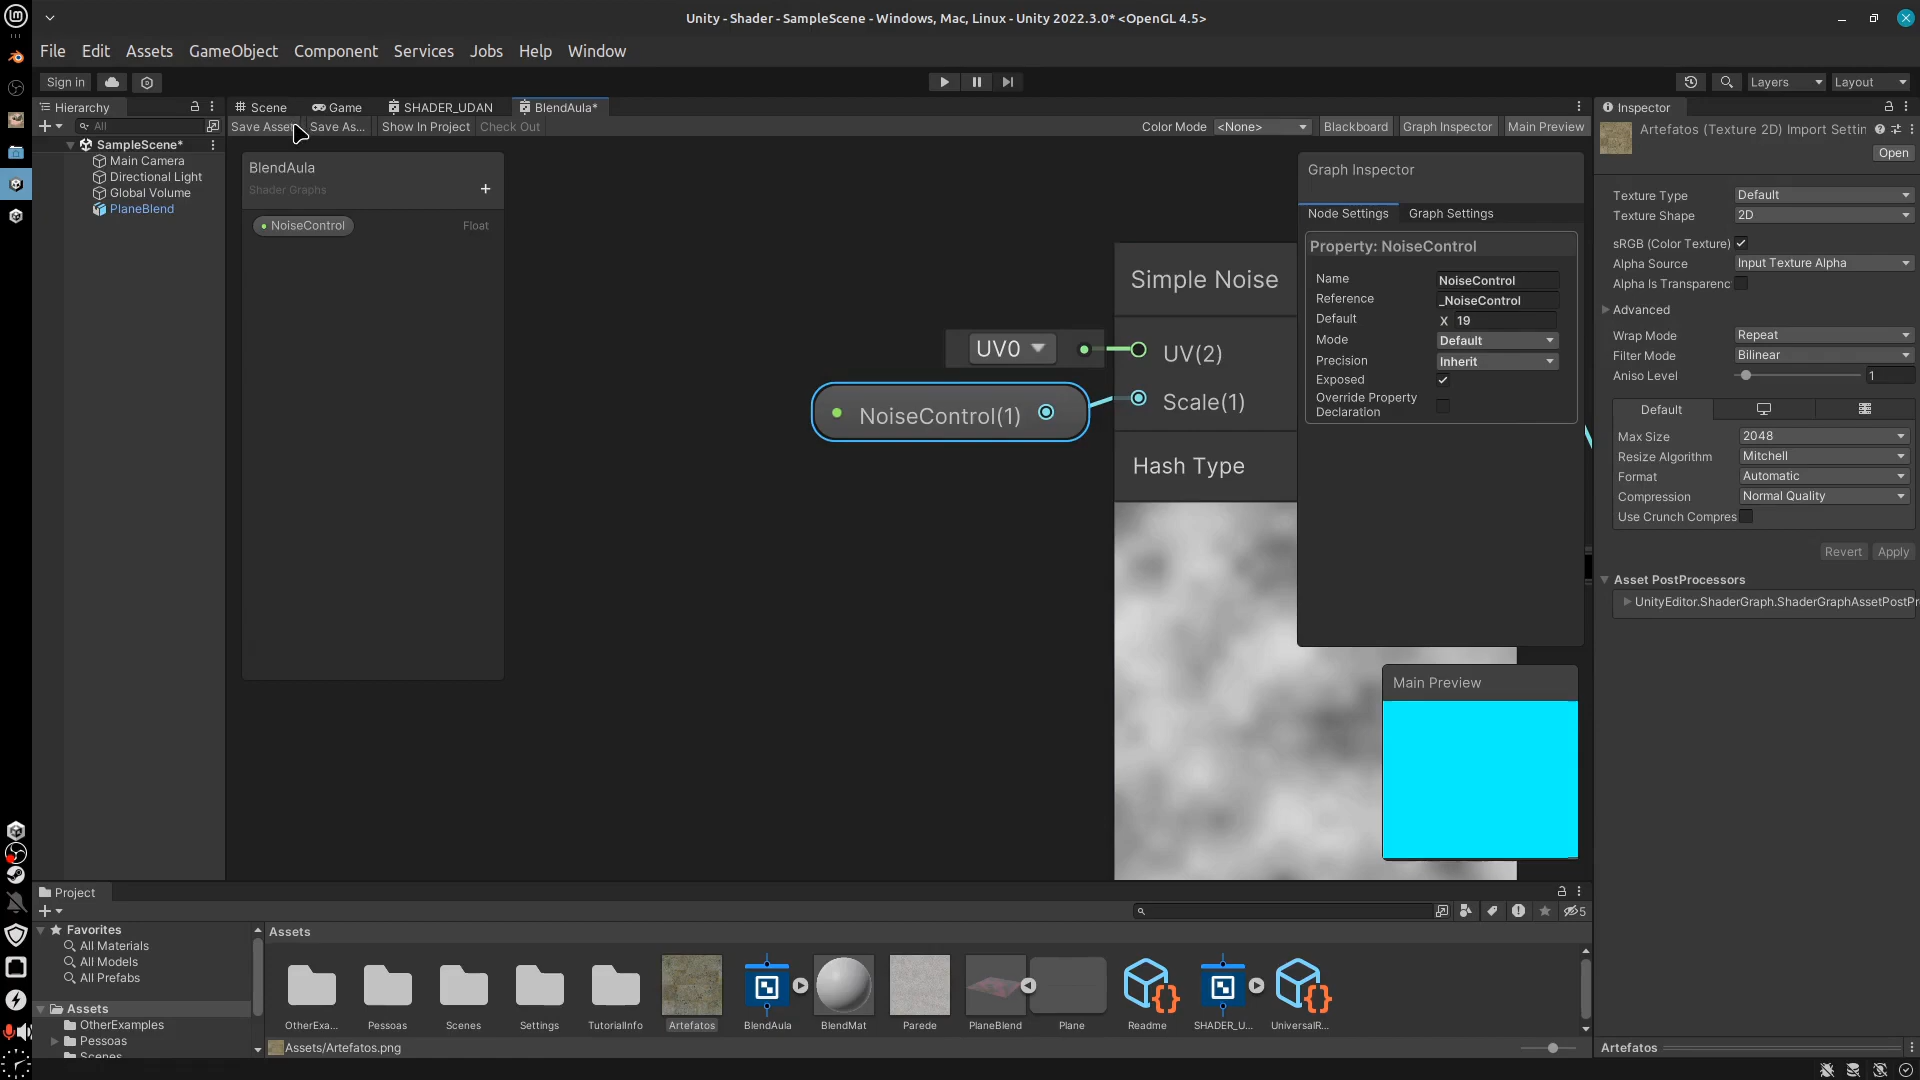 Unity - Shader - SampleScene - Windows, Mac, Linux - Unity 2022.3.0* <OpenGL 4.5>
File Edit Assets GameObject Component Services Jobs Help Window
Sign in
Layers
Layout
Hierarchy
All
SampleScene*
Main Camera
Directional Light
Global Volume
PlaneBlend
Scene Game SHADER_UDAN BlendAula*
Save Asset Save As... Show In Project Check Out
Color Mode <None> Blackboard Graph Inspector Main Preview
BlendAula
Shader Graphs
NoiseControl Float
Simple Noise
UV0
UV(2)
NoiseControl(1)
Scale(1)
Hash Type
Graph Inspector
Node Settings Graph Settings
Property: NoiseControl
Name NoiseControl
Reference _NoiseControl
Default X 19
Mode Default
Precision Inherit
Exposed
Override Property
Declaration
Main Preview
Inspector
Artefatos (Texture 2D) Import Settin
Open
Texture Type Default
Texture Shape 2D
sRGB (Color Texture)
Alpha Source Input Texture Alpha
Alpha Is Transparenc
Advanced
Wrap Mode Repeat
Filter Mode Bilinear
Aniso Level 1
Default
Max Size 2048
Resize Algorithm Mitchell
Format Automatic
Compression Normal Quality
Use Crunch Compres
Revert Apply
Asset PostProcessors
UnityEditor.ShaderGraph.ShaderGraphAssetPostPr
Project
5
Favorites
All Materials
All Models
All Prefabs
Assets
OtherExamples
Pessoas
Scenes
Assets
OtherExa... Pessoas Scenes Settings TutorialInfo Artefatos BlendAula BlendMat Parede PlaneBlend Plane Readme SHADER_U... UniversalR...
Assets/Artefatos.png
Artefatos